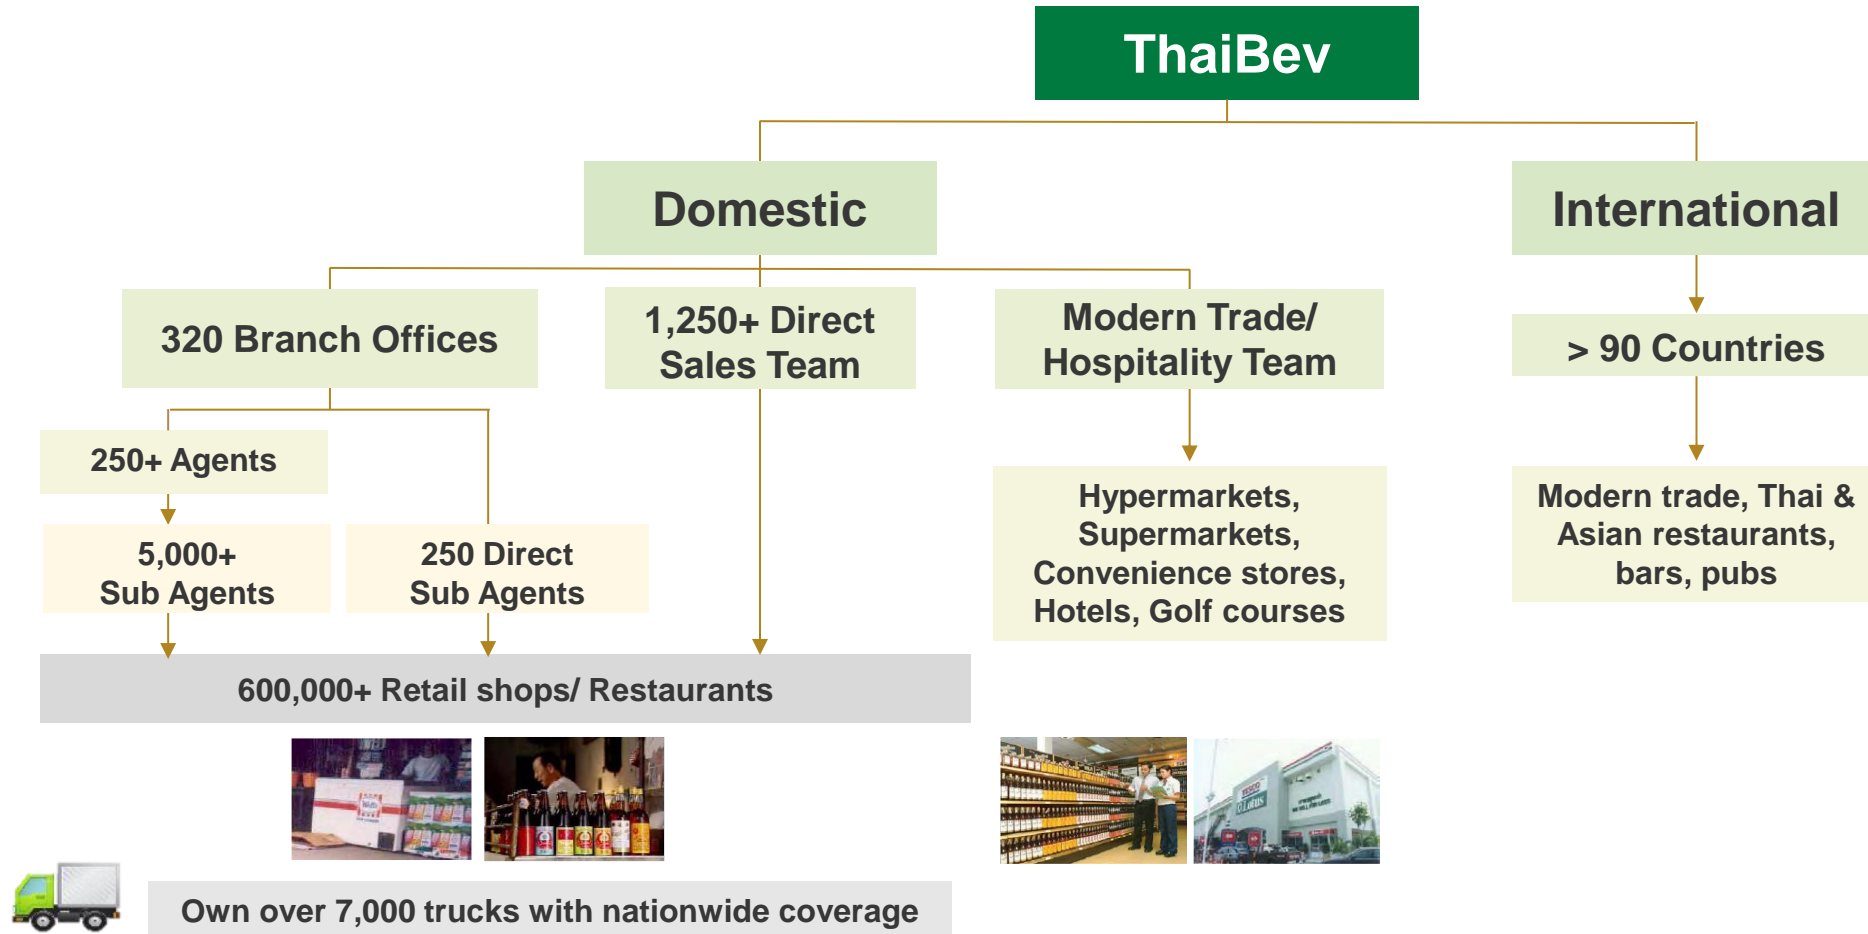 ThaiBev
Domestic
International
320 Branch Offices
1,250+ Direct
Sales Team
Modern Trade/
Hospitality Team
> 90 Countries
250+ Agents
5,000+
Sub Agents
250 Direct
Sub Agents
Hypermarkets,
Supermarkets,
Convenience stores,
Hotels, Golf courses
Modern trade, Thai &
Asian restaurants,
bars, pubs
600,000+ Retail shops/ Restaurants
TESCO
Lotus
Own over 7,000 trucks with nationwide coverage